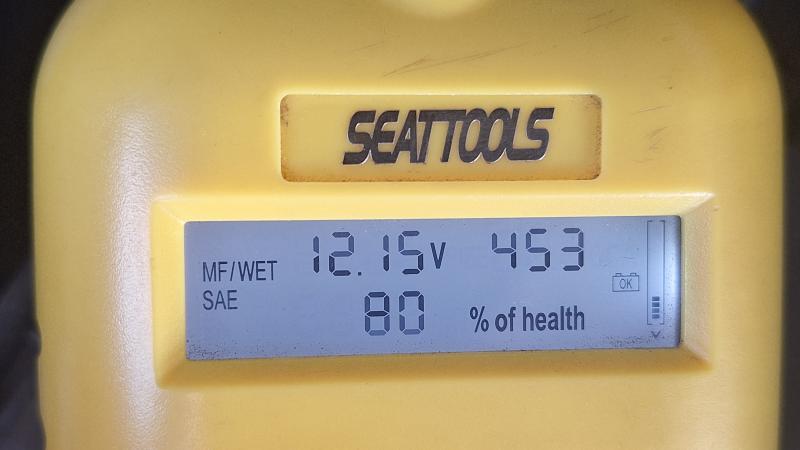 SEATTOOLS
MF/WET 12.15V 453
SAE 80 % of health
OK